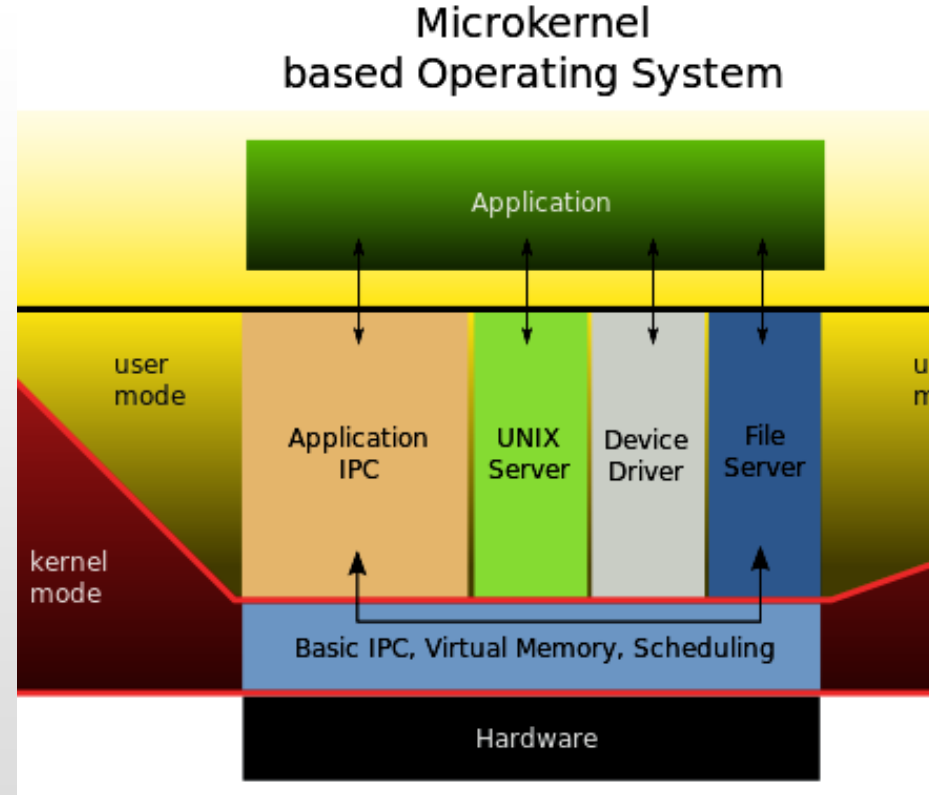 Microkernel
based Operating System
Application
user
mode
Application
IPC
UNIX
Server
Device
Driver
File
Server
kernel
mode
Basic IPC, Virtual Memory, Scheduling
Hardware